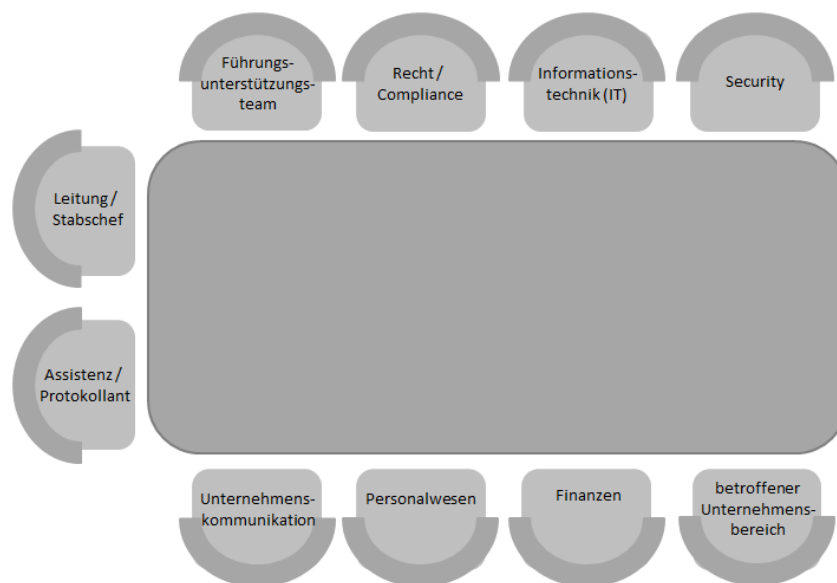 Führungs-
unterstützungs-
team
Recht /
Compliance
Informations-
technik (IT)
Security
Leitung /
Stabschef
Assistenz /
Protokollant
Unternehmens-
kommunikation
Personalwesen
Finanzen
betroffener
Unternehmens-
bereich